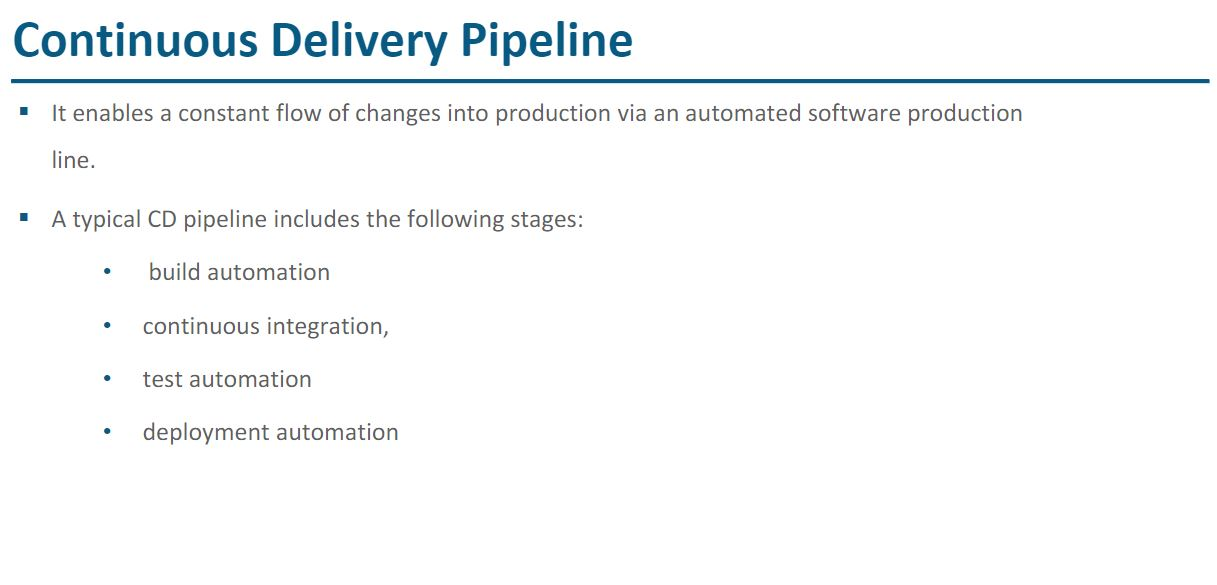 Continuous Delivery Pipeline
▪ It enables a constant flow of changes into production via an automated software production
line.
▪ A typical CD pipeline includes the following stages:
• build automation
• continuous integration,
• test automation
• deployment automation